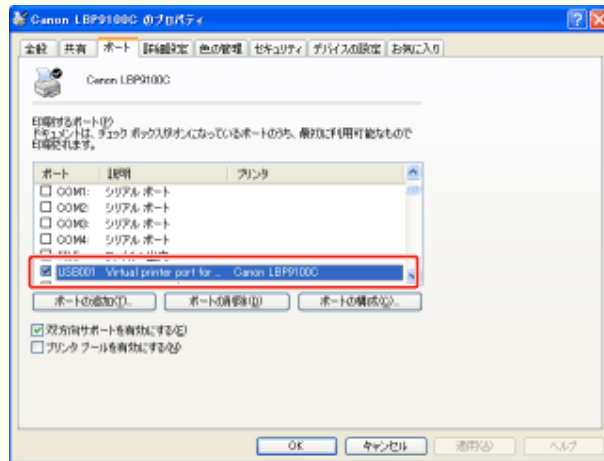 Canon LBP9100C のプロパティ
全般 共有 ポート 詳細設定 色の管理 セキュリティ デバイスの設定 お気に入り
Canon LBP9100C
印刷するポート(P)
ドキュメントは、チェック ボックスがオンになっているポートのうち、最初に利用可能なもので
印刷されます。
ポート 説明 プリンタ
COM1: シリアル ポート
COM2: シリアル ポート
COM3: シリアル ポート
COM4: シリアル ポート
USB001 Virtual printer port for ... Canon LBP9100C
ポートの追加(T)... ポートの削除(D) ポートの構成(C)...
双方向サポートを有効にする(E)
プリンタ プールを有効にする(N)
OK キャンセル 適用(A) ヘルプ